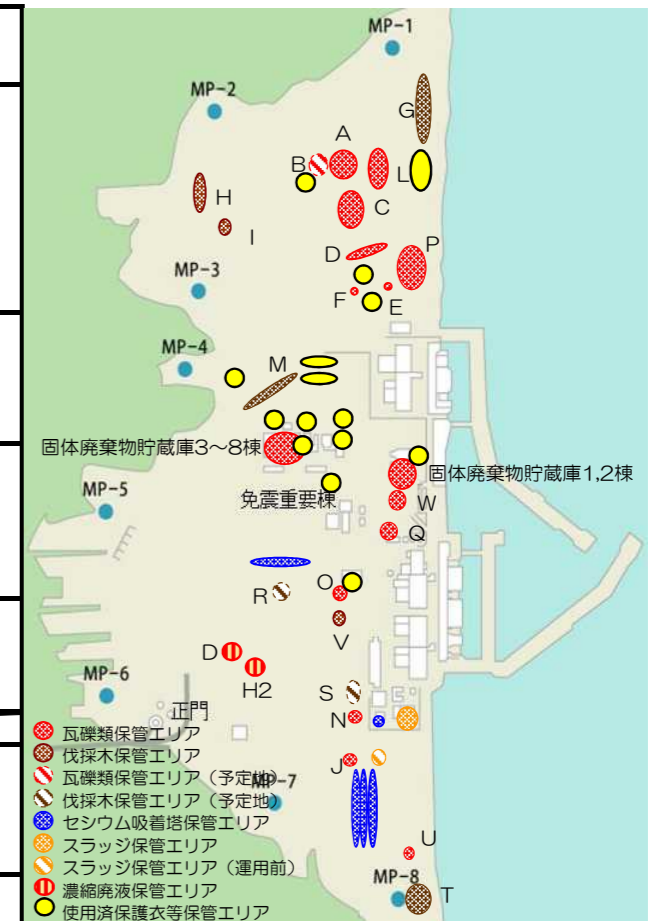 MP-1
MP-2
G
A
B
L
H
C
I
P
D
MP-3
F
E
MP-4
M
固体廃棄物貯蔵庫3～8棟
固体廃棄物貯蔵庫1,2棟
MP-5
免震重要棟
W
Q
R
O
V
D
H2
MP-6
S
正門
N
瓦礫類保管エリア
伐採木保管エリア
J
瓦礫類保管エリア（予定地）
MP-7
伐採木保管エリア（予定地）
セシウム吸着塔保管エリア
スラッジ保管エリア
U
スラッジ保管エリア（運用前）
MP-8
濃縮廃液保管エリア
T
使用済保護衣等保管エリア